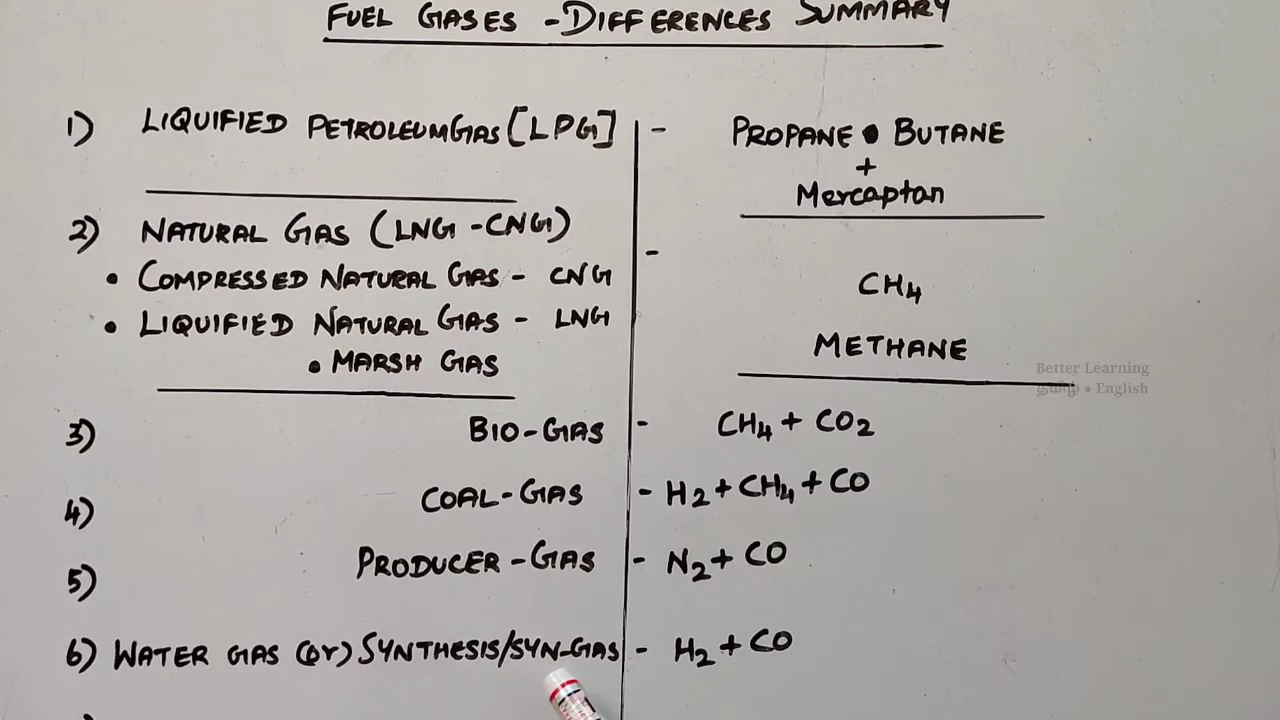 FUEL GASES - DIFFERENCES SUMMARY
1) LIQUIFIED PETROLEUM GAS [LPG] - PROPANE • BUTANE
+
Mercaptan
2) NATURAL GAS (LNG - CNG) -
• COMPRESSED NATURAL GAS - CNG CH4
• LIQUIFIED NATURAL GAS - LNG
• MARSH GAS METHANE
Better Learning
தமிழ் • English
3) BIO-GAS - CH4 + CO2
4) COAL-GAS - H2 + CH4 + CO
5) PRODUCER-GAS - N2 + CO
6) WATER GAS (or) SYNTHESIS/SYN-GAS - H2 + CO